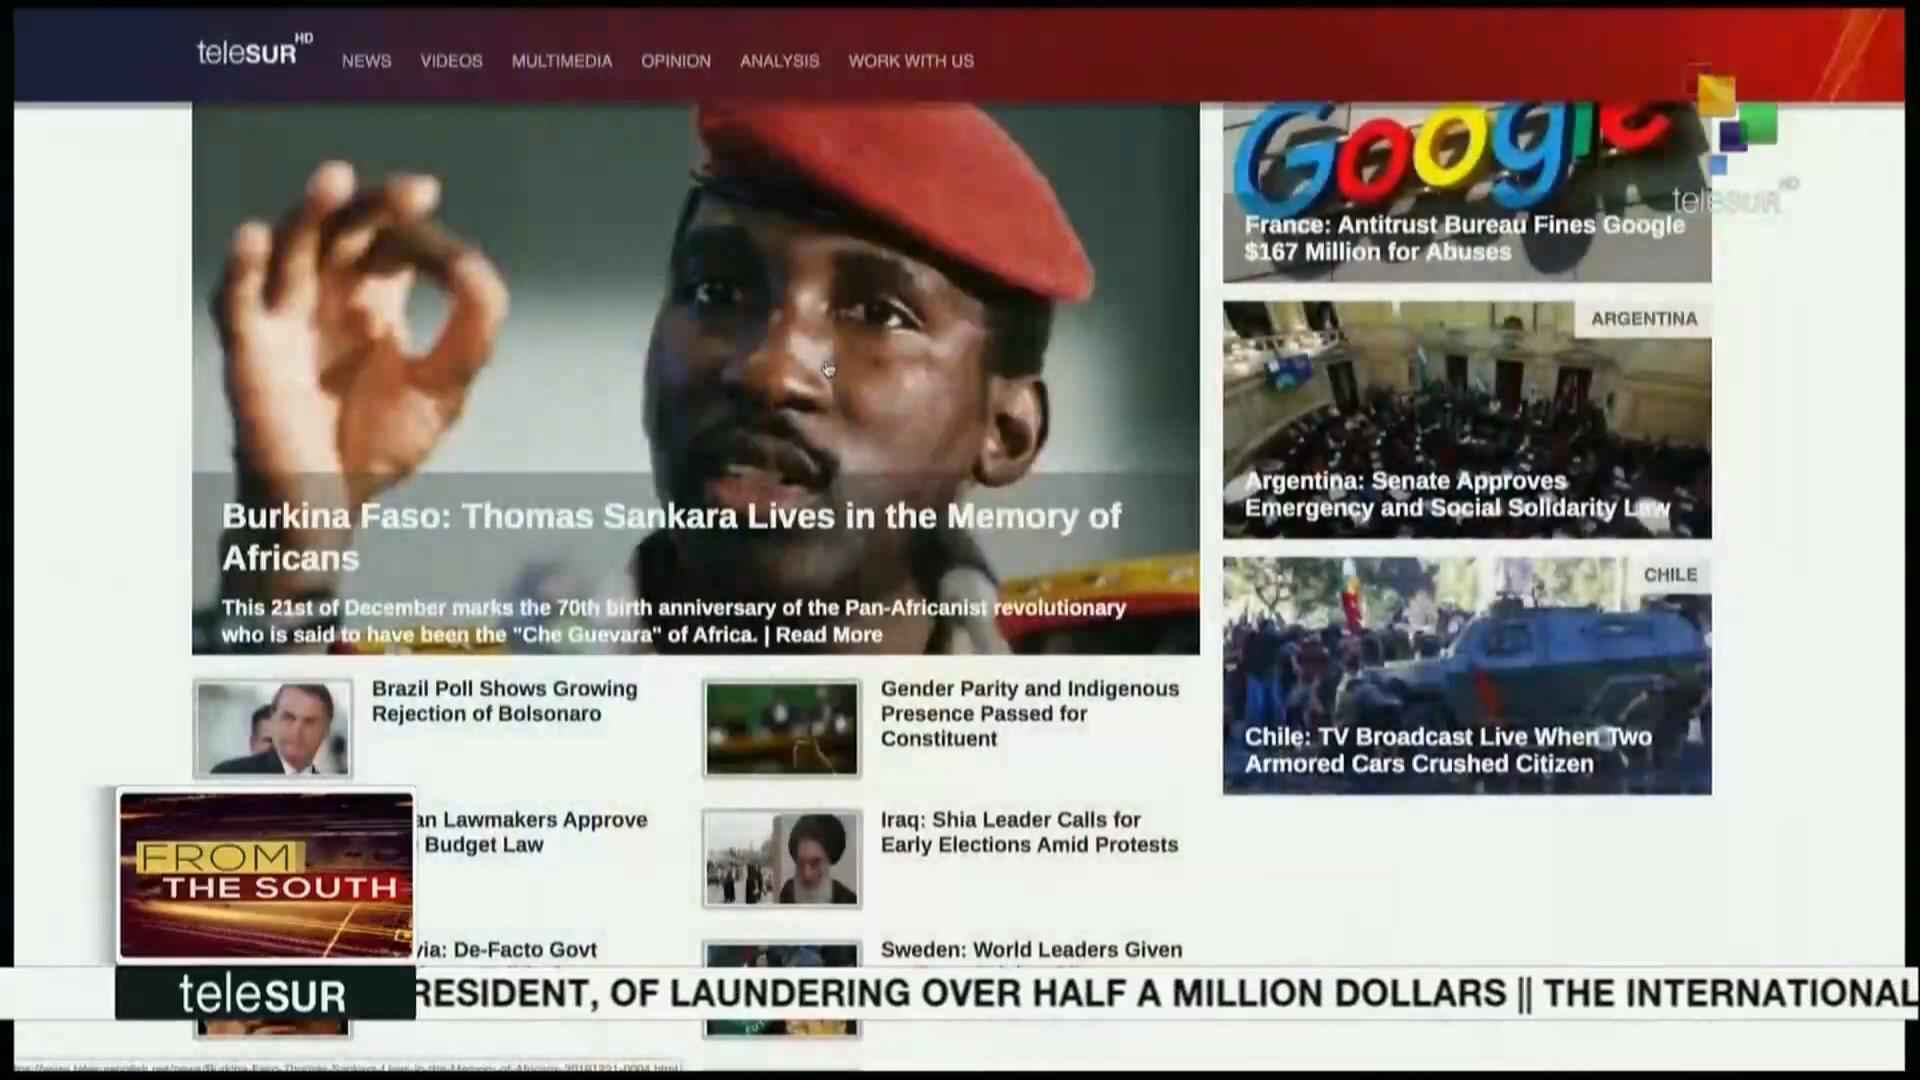 teleSUR HD
NEWS VIDEOS MULTIMEDIA OPINION ANALYSIS WORK WITH US
Google
teleSUR HD
France: Antitrust Bureau Fines Google
$167 Million for Abuses
ARGENTINA
Argentina: Senate Approves
Emergency and Social Solidarity Law
Burkina Faso: Thomas Sankara Lives in the Memory of
Africans
This 21st of December marks the 70th birth anniversary of the Pan-Africanist revolutionary
who is said to have been the "Che Guevara" of Africa. | Read More
CHILE
Chile: TV Broadcast Live When Two
Armored Cars Crushed Citizen
Brazil Poll Shows Growing
Rejection of Bolsonaro
Gender Parity and Indigenous
Presence Passed for
Constituent
an Lawmakers Approve
Budget Law
Iraq: Shia Leader Calls for
Early Elections Amid Protests
FROM
THE SOUTH
via: De-Facto Govt
Sweden: World Leaders Given
teleSUR
RESIDENT, OF LAUNDERING OVER HALF A MILLION DOLLARS || THE INTERNATIONAL